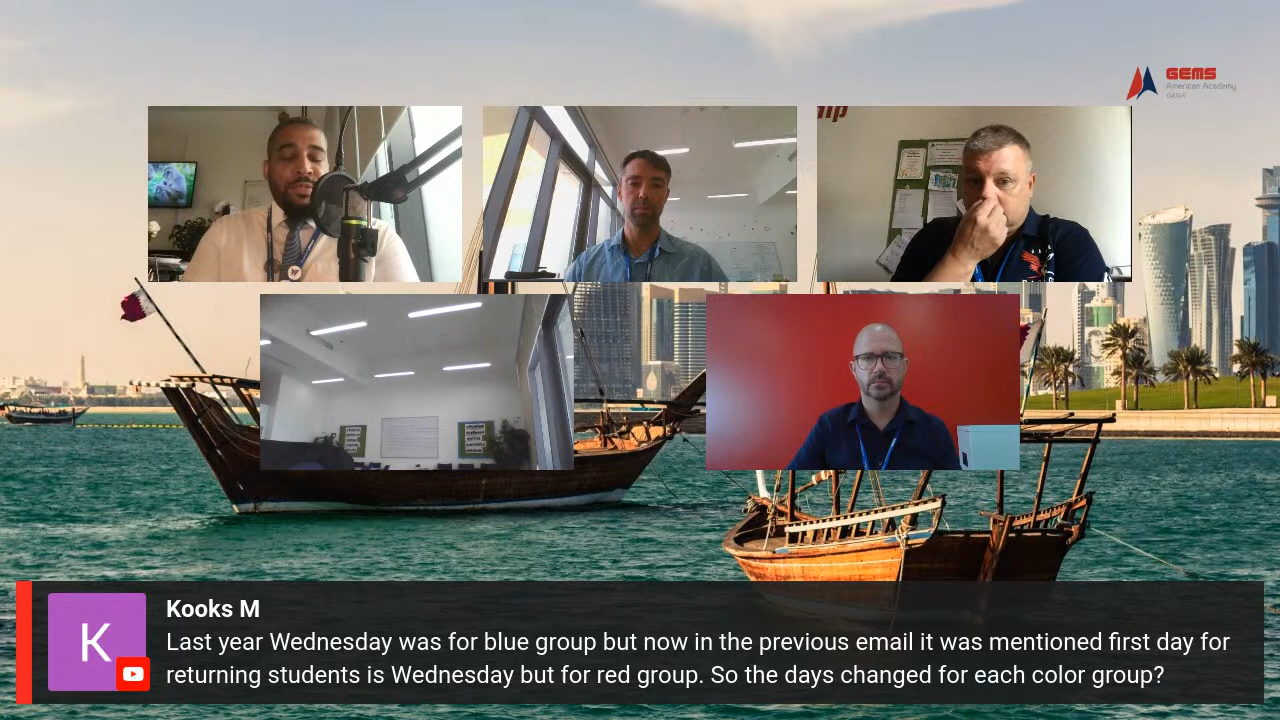 GEMS
American Academy
QATAR
Kooks M
Last year Wednesday was for blue group but now in the previous email it was mentioned first day for
returning students is Wednesday but for red group. So the days changed for each color group?
K